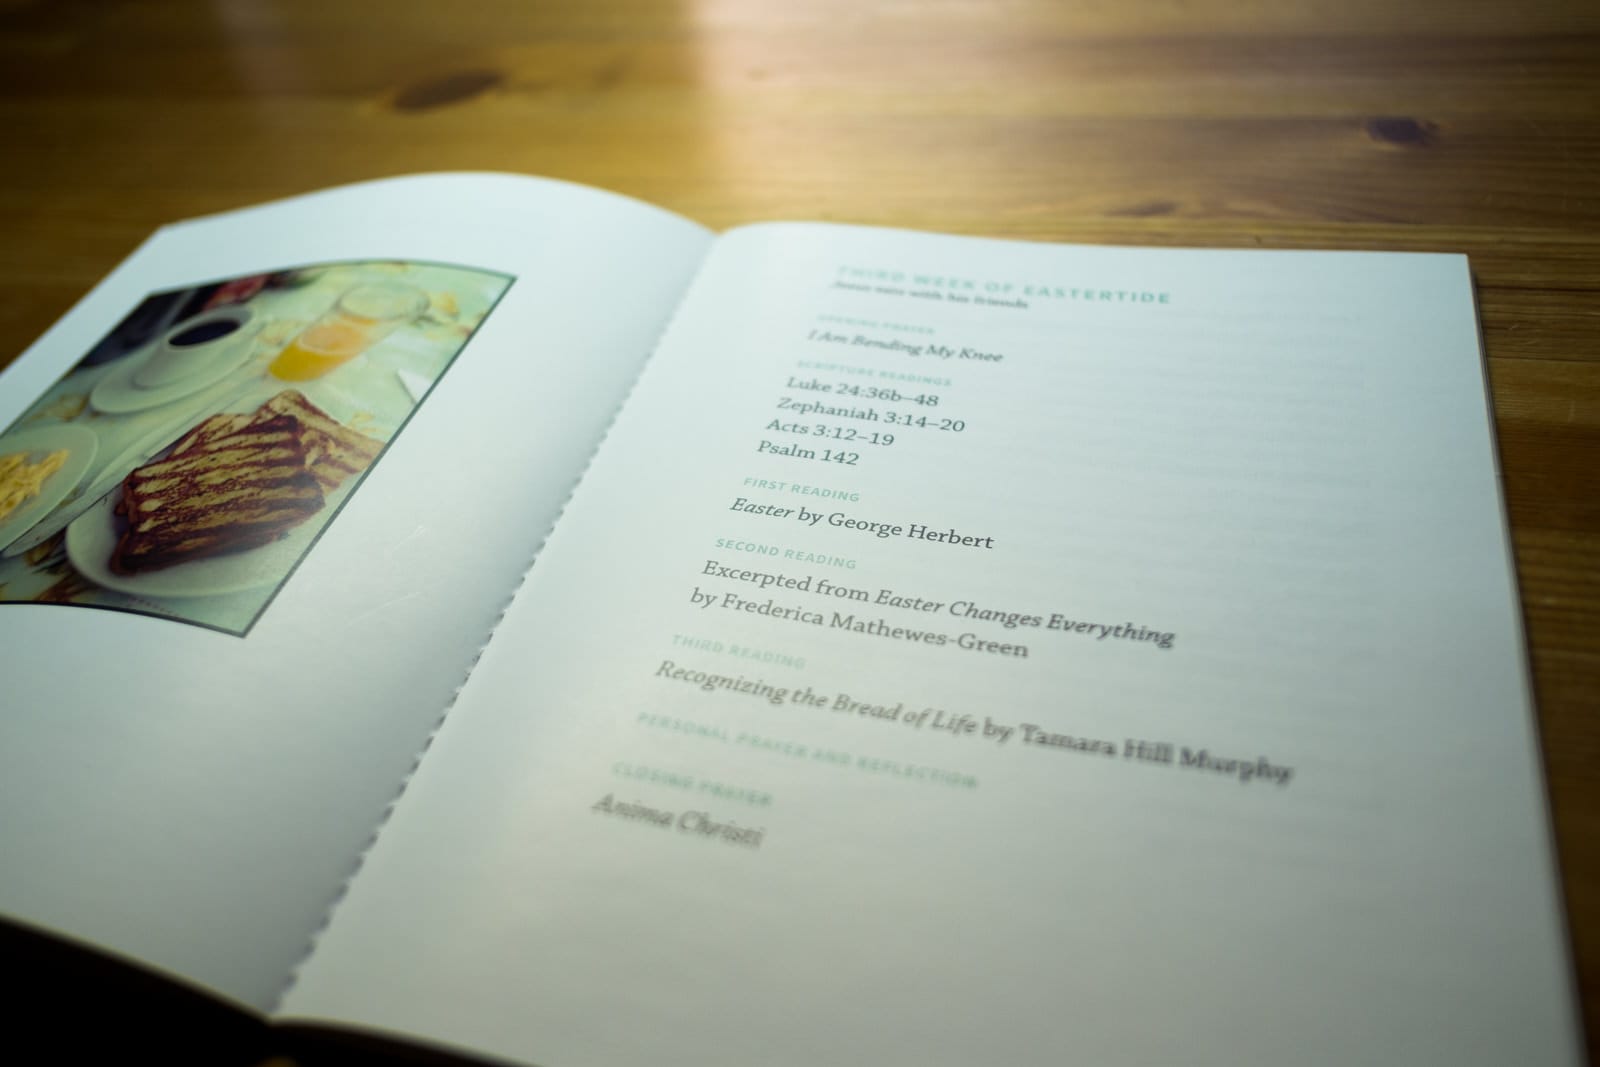 THIRD WEEK OF EASTERTIDE
Jesus eats with his friends
OPENING PRAYER
I Am Bending My Knee
SCRIPTURE READINGS
Luke 24:36b–48
Zephaniah 3:14–20
Acts 3:12–19
Psalm 142
FIRST READING
Easter by George Herbert
SECOND READING
Excerpted from Easter Changes Everything
by Frederica Mathewes-Green
THIRD READING
Recognizing the Bread of Life by Tamara Hill Murphy
PERSONAL PRAYER AND REFLECTION
CLOSING PRAYER
Anima Christi